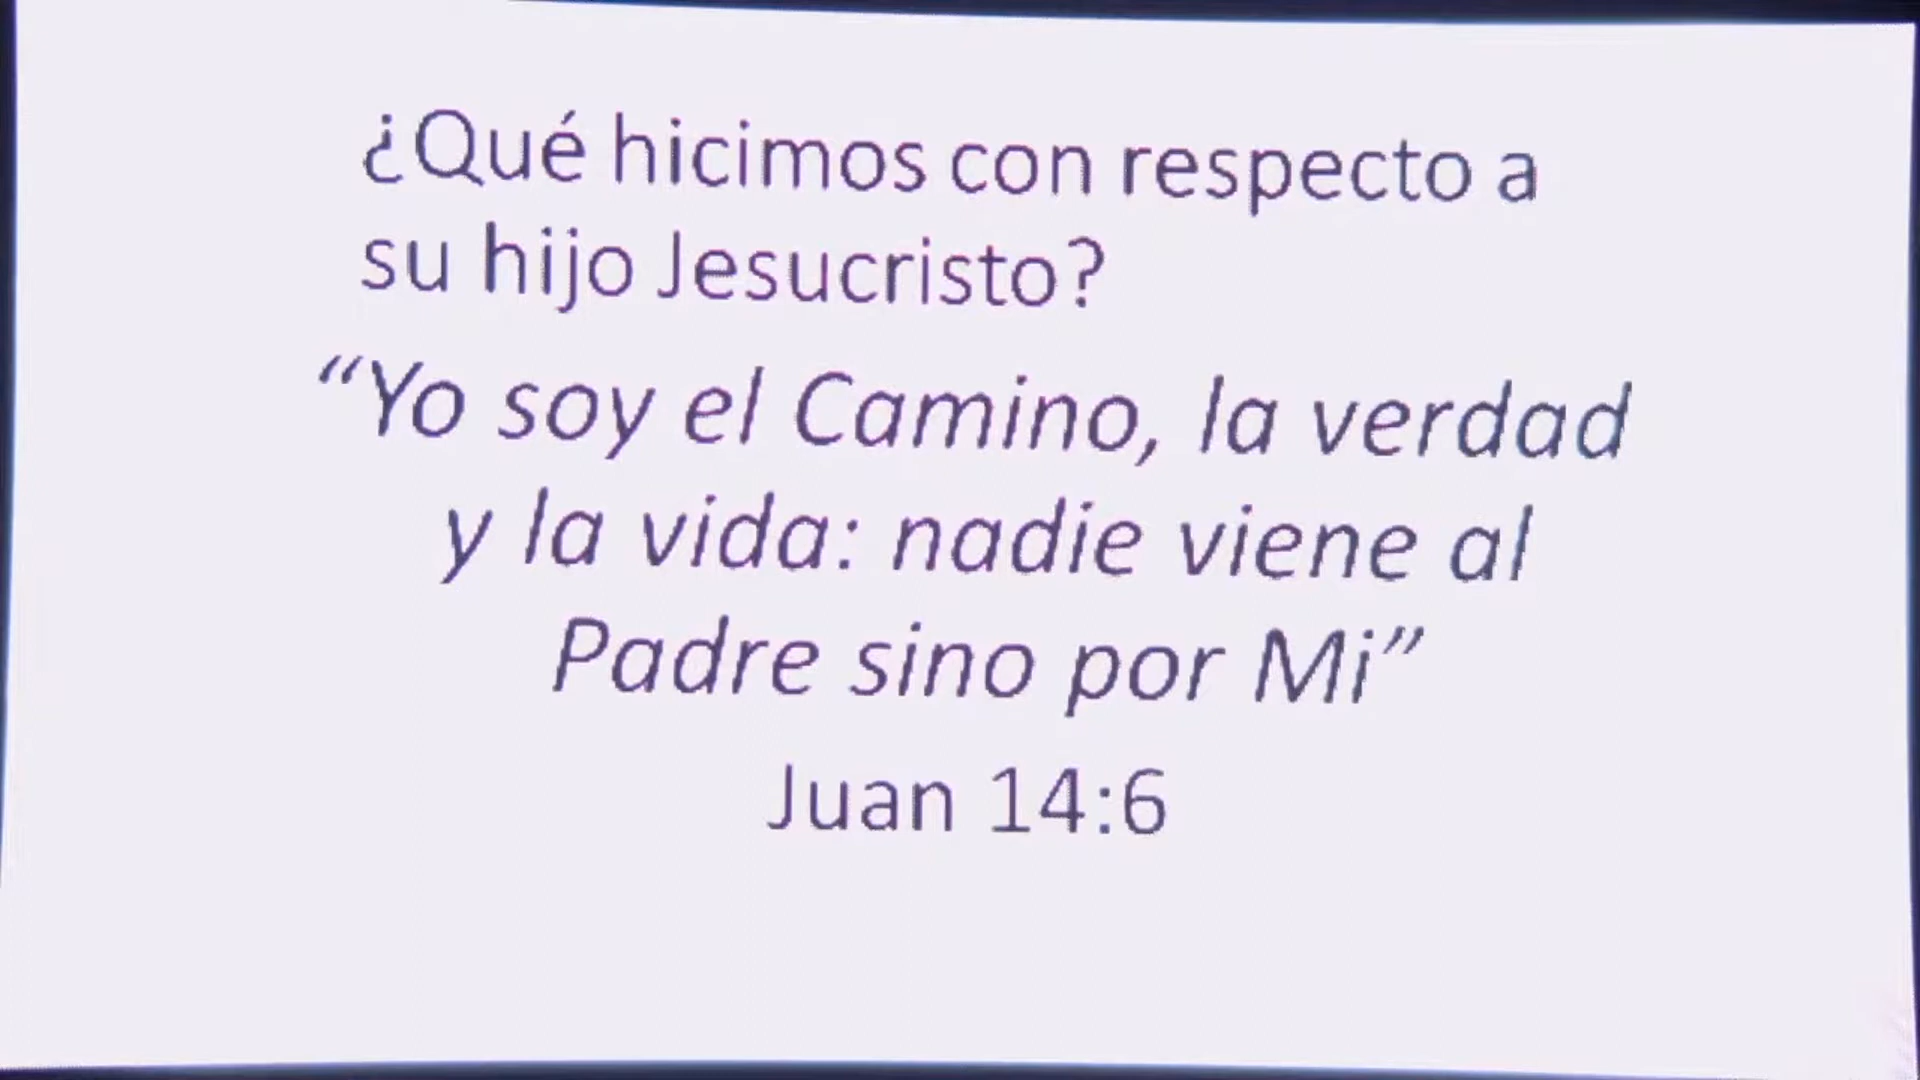 ¿Qué hicimos con respecto a
su hijo Jesucristo?
“Yo soy el Camino, la verdad
y la vida: nadie viene al
Padre sino por Mi”
Juan 14:6